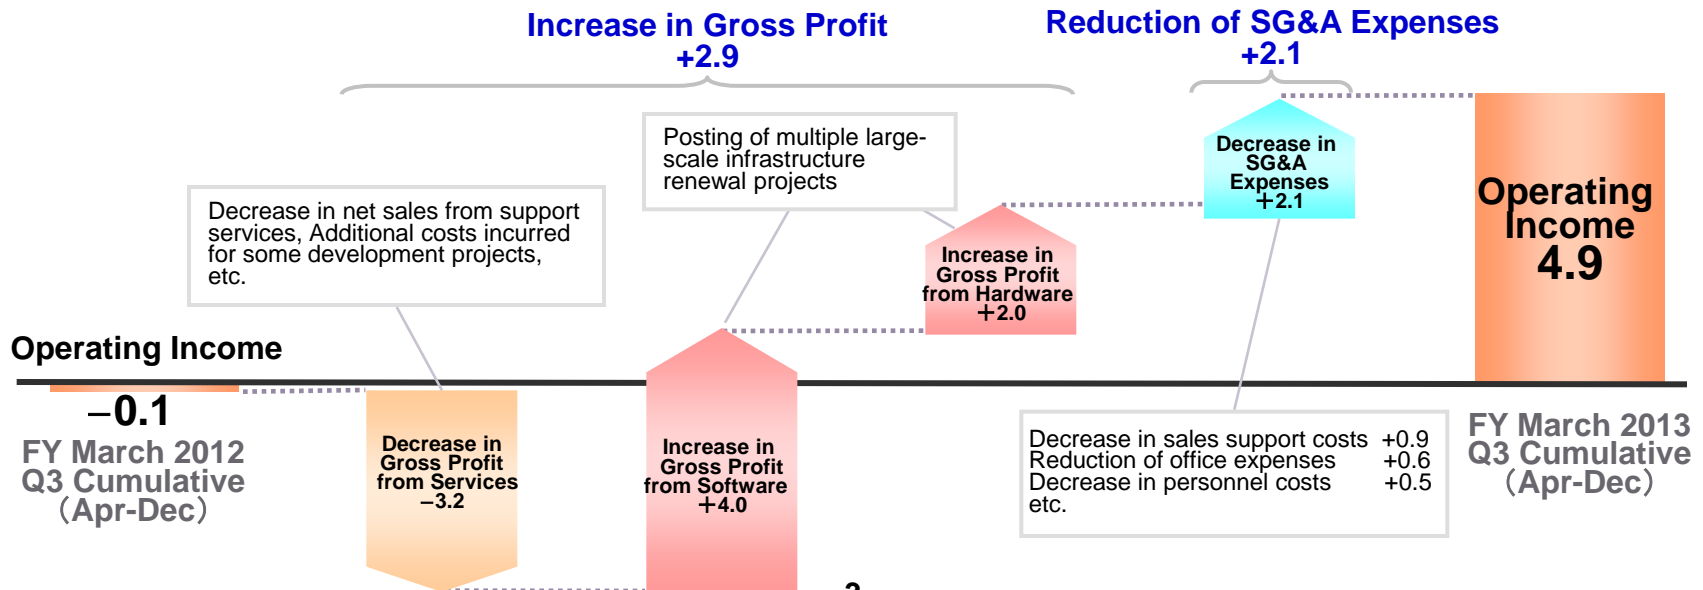 Increase in Gross Profit
+2.9
Reduction of SG&A Expenses
+2.1
Posting of multiple large-
scale infrastructure
renewal projects
Decrease in
SG&A
Expenses
＋2.1
Operating
Income
4.9
Decrease in net sales from support
services, Additional costs incurred
for some development projects,
etc.
Increase in
Gross Profit
from Hardware
＋2.0
Operating Income
–0.1
FY March 2012
Q3 Cumulative
（Apr-Dec）
Decrease in
Gross Profit
from Services
–3.2
Increase in
Gross Profit
from Software
＋4.0
Decrease in sales support costs +0.9
Reduction of office expenses +0.6
Decrease in personnel costs +0.5
etc.
FY March 2013
Q3 Cumulative
（Apr-Dec）